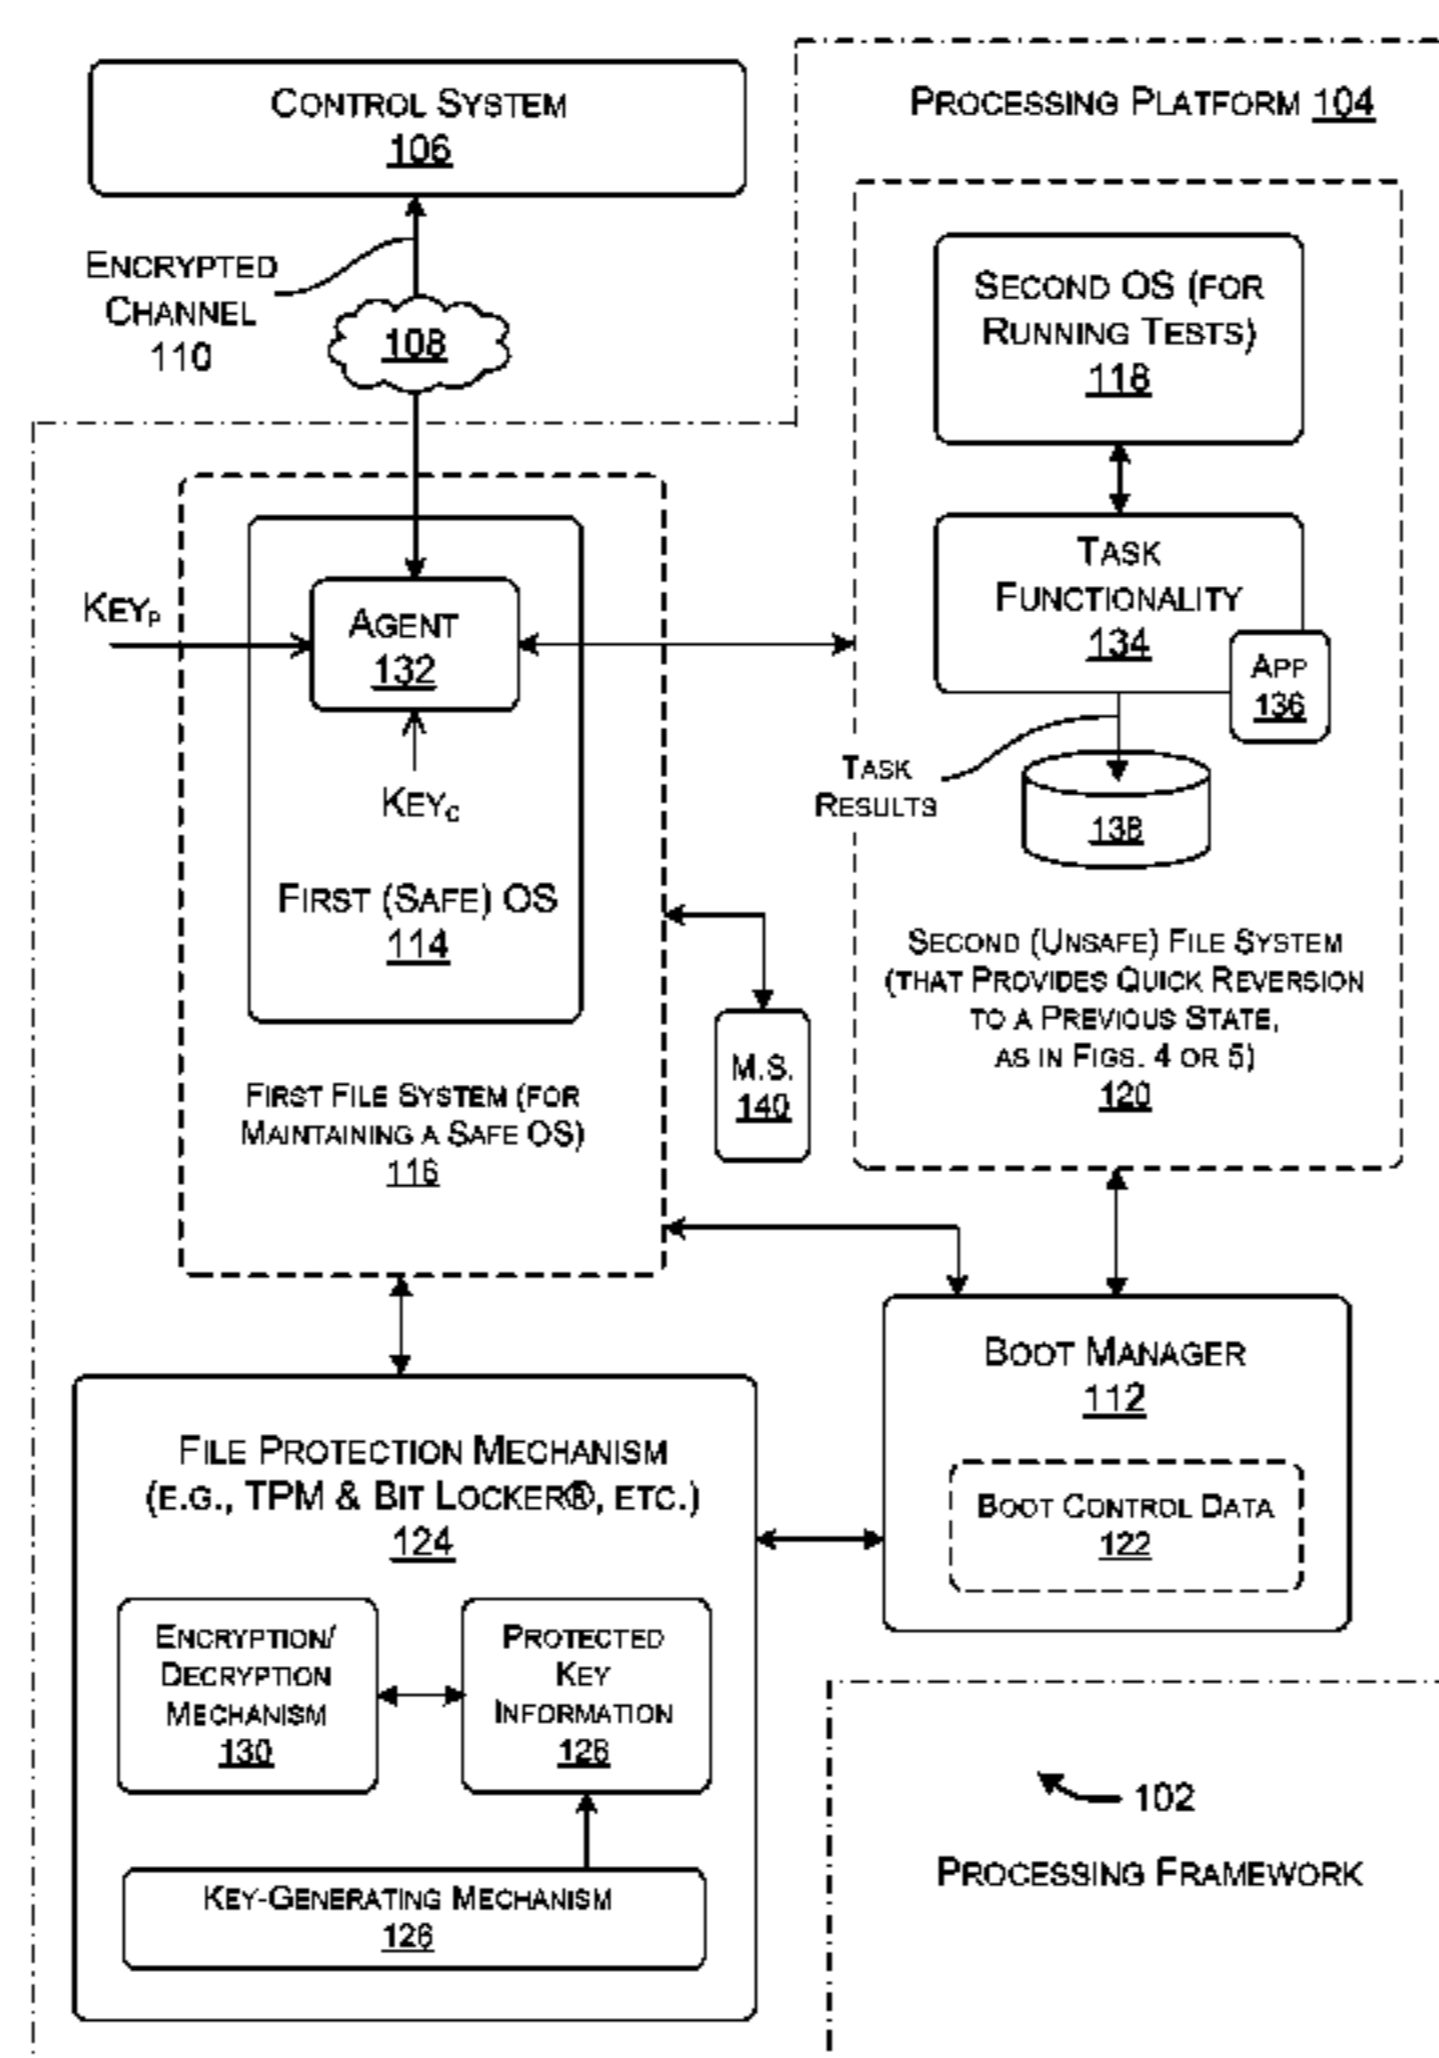 PROCESSING PLATFORM 104
CONTROL SYSTEM
106
ENCRYPTED
CHANNEL
110
108
SECOND OS (FOR
RUNNING TESTS)
118
TASK
FUNCTIONALITY
134
APP
136
TASK
RESULTS
138
SECOND (UNSAFE) FILE SYSTEM
(THAT PROVIDES QUICK REVERSION
TO A PREVIOUS STATE,
AS IN FIGS. 4 OR 5)
120
KEYP
AGENT
132
KEYC
FIRST (SAFE) OS
114
FIRST FILE SYSTEM (FOR
MAINTAINING A SAFE OS)
116
M.S.
140
BOOT MANAGER
112
BOOT CONTROL DATA
122
FILE PROTECTION MECHANISM
(E.G., TPM & BIT LOCKER®, ETC.)
124
ENCRYPTION/
DECRYPTION
MECHANISM
130
PROTECTED
KEY
INFORMATION
128
KEY-GENERATING MECHANISM
126
102
PROCESSING FRAMEWORK